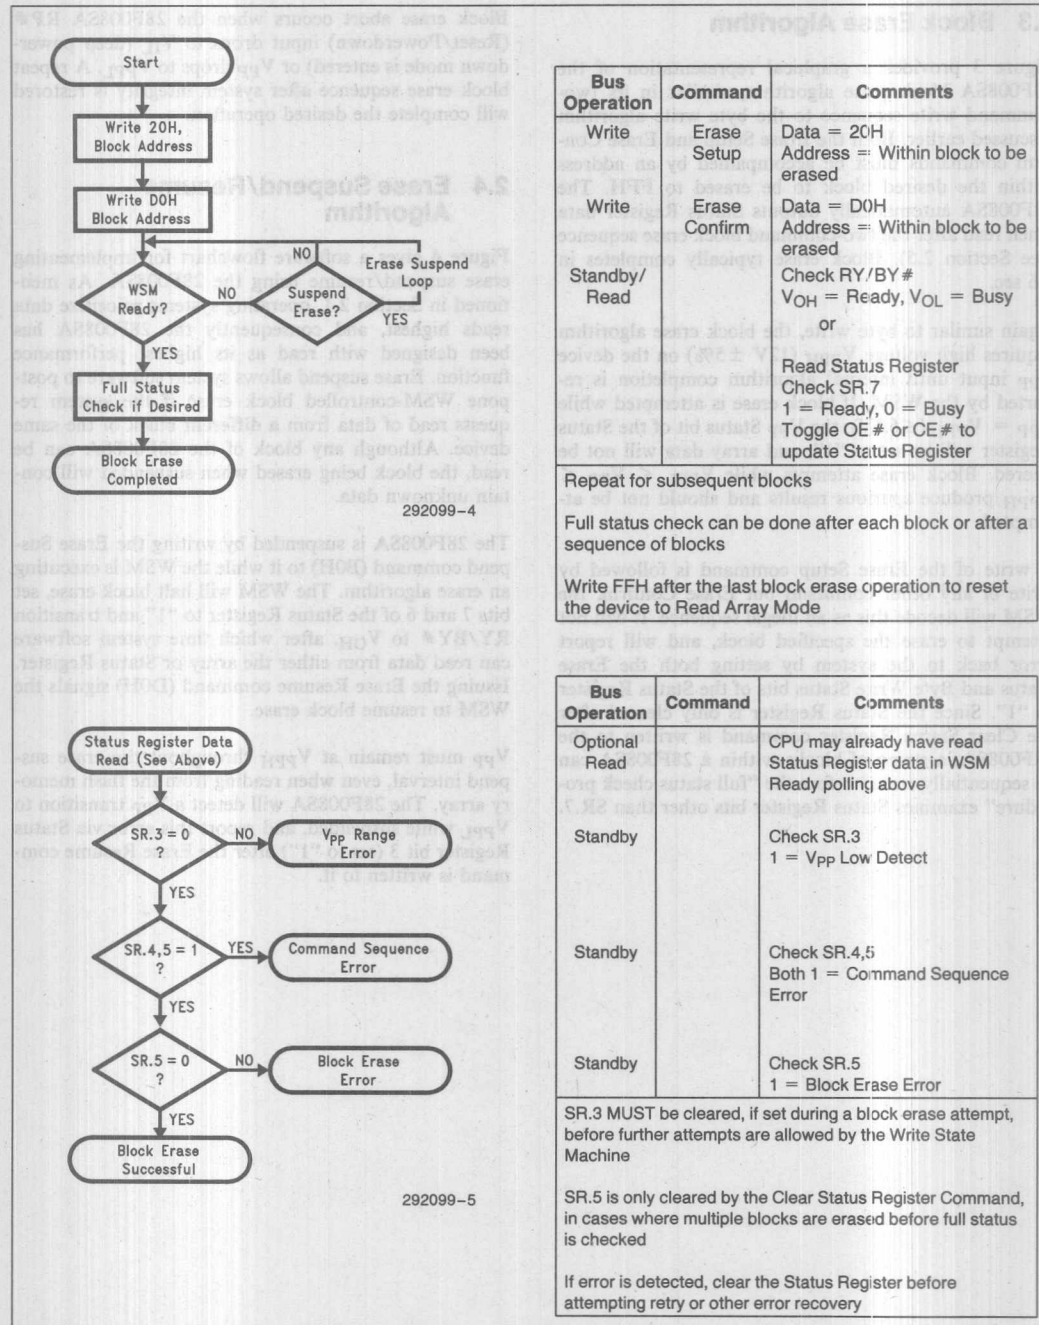 Start
Write 20H,
Block Address
Write D0H
Block Address
NO
Erase Suspend
Loop
WSM
Ready?
NO
Suspend
Erase?
YES
YES
Full Status
Check if Desired
Block Erase
Completed
292099–4
Bus
Operation
Command
Comments
Write
Erase
Setup
Data = 20H
Address = Within block to be
erased
Write
Erase
Confirm
Data = D0H
Address = Within block to be
erased
Standby/
Read
Check RY/BY#
VOH = Ready, VOL = Busy
or
Read Status Register
Check SR.7
1 = Ready, 0 = Busy
Toggle OE# or CE# to
update Status Register
Repeat for subsequent blocks
Full status check can be done after each block or after a
sequence of blocks
Write FFH after the last block erase operation to reset
the device to Read Array Mode
Status Register Data
Read (See Above)
SR.3 = 0
?
NO
VPP Range
Error
YES
SR.4,5 = 1
?
YES
Command Sequence
Error
YES
SR.5 = 0
?
NO
Block Erase
Error
YES
Block Erase
Successful
292099–5
Bus
Operation
Command
Comments
Optional
Read
CPU may already have read
Status Register data in WSM
Ready polling above
Standby
Check SR.3
1 = VPP Low Detect
Standby
Check SR.4,5
Both 1 = Command Sequence
Error
Standby
Check SR.5
1 = Block Erase Error
SR.3 MUST be cleared, if set during a block erase attempt,
before further attempts are allowed by the Write State
Machine
SR.5 is only cleared by the Clear Status Register Command,
in cases where multiple blocks are erased before full status
is checked
If error is detected, clear the Status Register before
attempting retry or other error recovery